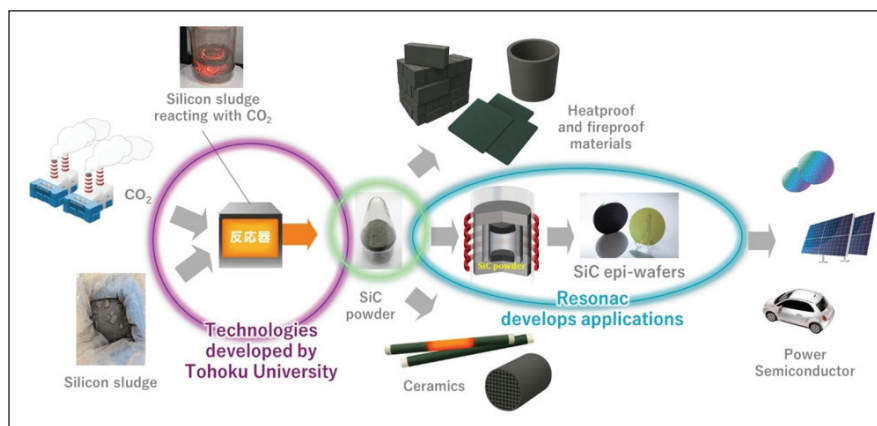 Silicon sludge
reacting with CO₂
CO₂
反応器
Silicon sludge
Technologies
developed by
Tohoku University
SiC
powder
Heatproof
and fireproof
materials
SiC powder
SiC epi-wafers
Resonac
develops applications
Ceramics
Power
Semiconductor